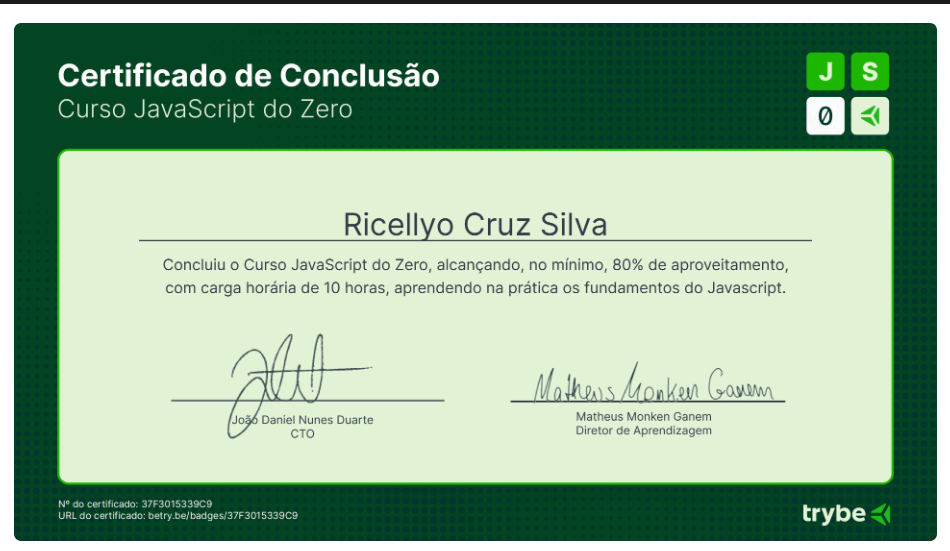 Certificado de Conclusão
Curso JavaScript do Zero
J S
0
Ricellyo Cruz Silva
Concluiu o Curso JavaScript do Zero, alcançando, no mínimo, 80% de aproveitamento,
com carga horária de 10 horas, aprendendo na prática os fundamentos do Javascript.
Matheus Monken Ganem
João Daniel Nunes Duarte
CTO
Matheus Monken Ganem
Diretor de Aprendizagem
Nº do certificado: 37F3015339C9
URL do certificado: betry.be/badges/37F3015339C9
trybe